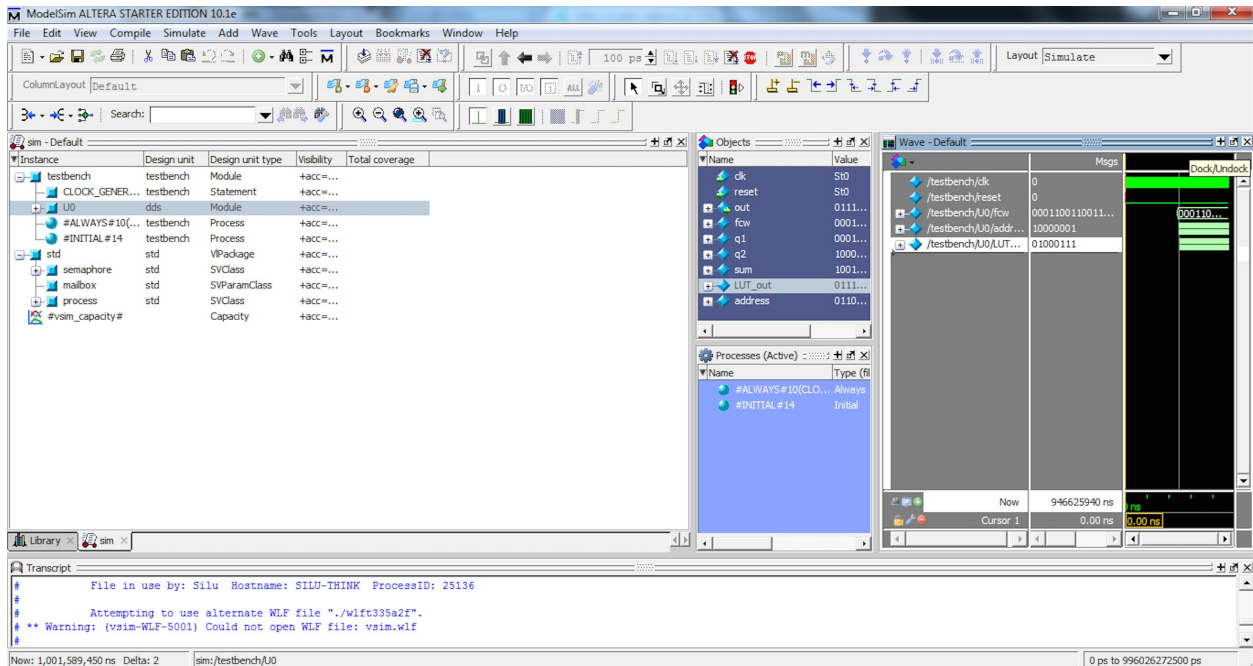 ModelSim ALTERA STARTER EDITION 10.1e
File Edit View Compile Simulate Add Wave Tools Layout Bookmarks Window Help
100 ps
Layout Simulate
ColumnLayout Default
ALL
Search:
sim - Default
Instance Design unit Design unit type Visibility Total coverage
testbench testbench Module +acc=...
CLOCK_GENER... testbench Statement +acc=...
U0 dds Module +acc=...
#ALWAYS#10(... testbench Process +acc=...
#INITIAL#14 testbench Process +acc=...
std std VlPackage +acc=...
semaphore std SVClass +acc=...
mailbox std SVParamClass +acc=...
process std SVClass +acc=...
#vsim_capacity# Capacity +acc=...
Library sim
Objects
Name Value
clk St0
reset St0
out 0111...
fcw 0001...
q1 0001...
q2 1000...
sum 1001...
LUT_out 0111...
address 0110...
Processes (Active)
Name Type (fil
#ALWAYS#10(CLO... Always
#INITIAL#14 Initial
Wave - Default
Msgs
Dock/Undock
/testbench/clk 0
/testbench/reset 0
/testbench/U0/fcw 0001100110011... 000110...
/testbench/U0/addr... 10000001
/testbench/U0/LUT... 01000111
Now 946625940 ns ns
Cursor 1 0.00 ns 0.00 ns
Transcript
# File in use by: Silu Hostname: SILU-THINK ProcessID: 25136
#
# Attempting to use alternate WLF file "./wlft335a2f".
# ** Warning: (vsim-WLF-5001) Could not open WLF file: vsim.wlf
#
Now: 1,001,589,450 ns Delta: 2 sim:/testbench/U0 0 ps to 996026272500 ps